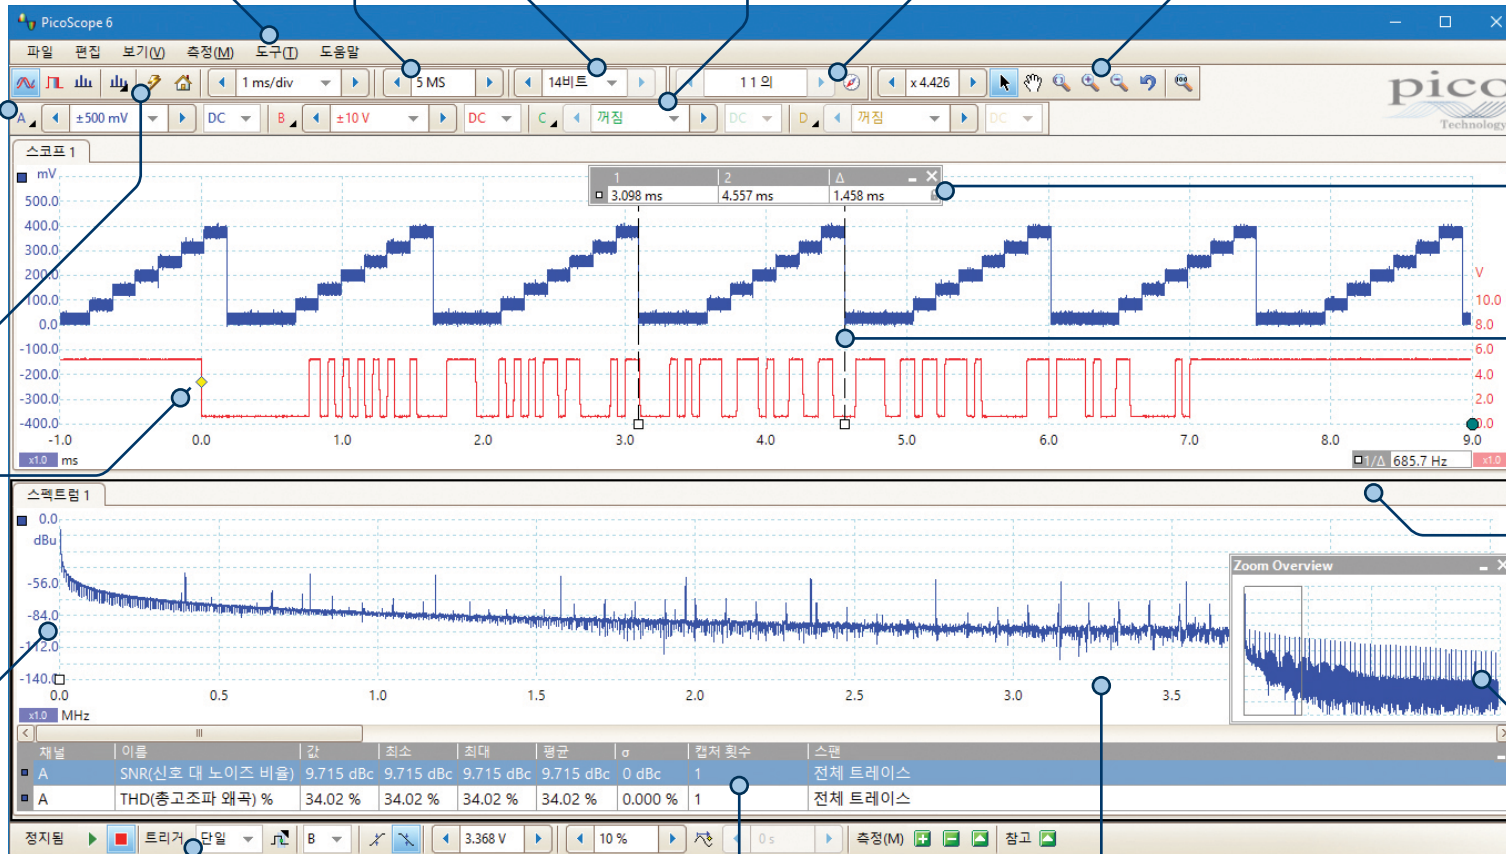 PicoScope 6
파일 편집 보기(V) 측정(M) 도구(T) 도움말
1 ms/div 5 MS 14비트 1 1 의 x 4.426
pico
Technology
A ±500 mV DC B ±10 V DC C 꺼짐 DC D 꺼짐 DC
스코프 1
mV
1 2 Δ
3.098 ms 4.557 ms 1.458 ms
500.0
400.0
300.0
200.0
100.0
0.0
-100.0
-200.0
-300.0
-400.0
V
10.0
8.0
6.0
4.0
2.0
0.0
-1.0 0.0 1.0 2.0 3.0 4.0 5.0 6.0 7.0 8.0 9.0
x1.0 ms
1/Δ 685.7 Hz x1.0
스펙트럼 1
0.0
dBu
-56.0
-84.0
-112.0
-140.0
Zoom Overview
0.0 0.5 1.0 1.5 2.0 2.5 3.0 3.5
x1.0 MHz
채널 이름 값 최소 최대 평균 σ 캡처 횟수 스팬
A SNR(신호 대 노이즈 비율) 9.715 dBc 9.715 dBc 9.715 dBc 9.715 dBc 0 dBc 1 전체 트레이스
A THD(총고조파 왜곡) % 34.02 % 34.02 % 34.02 % 34.02 % 0.000 % 1 전체 트레이스
정지됨 트리거 단일 B 3.368 V 10 % 0 s 측정(M) 참고